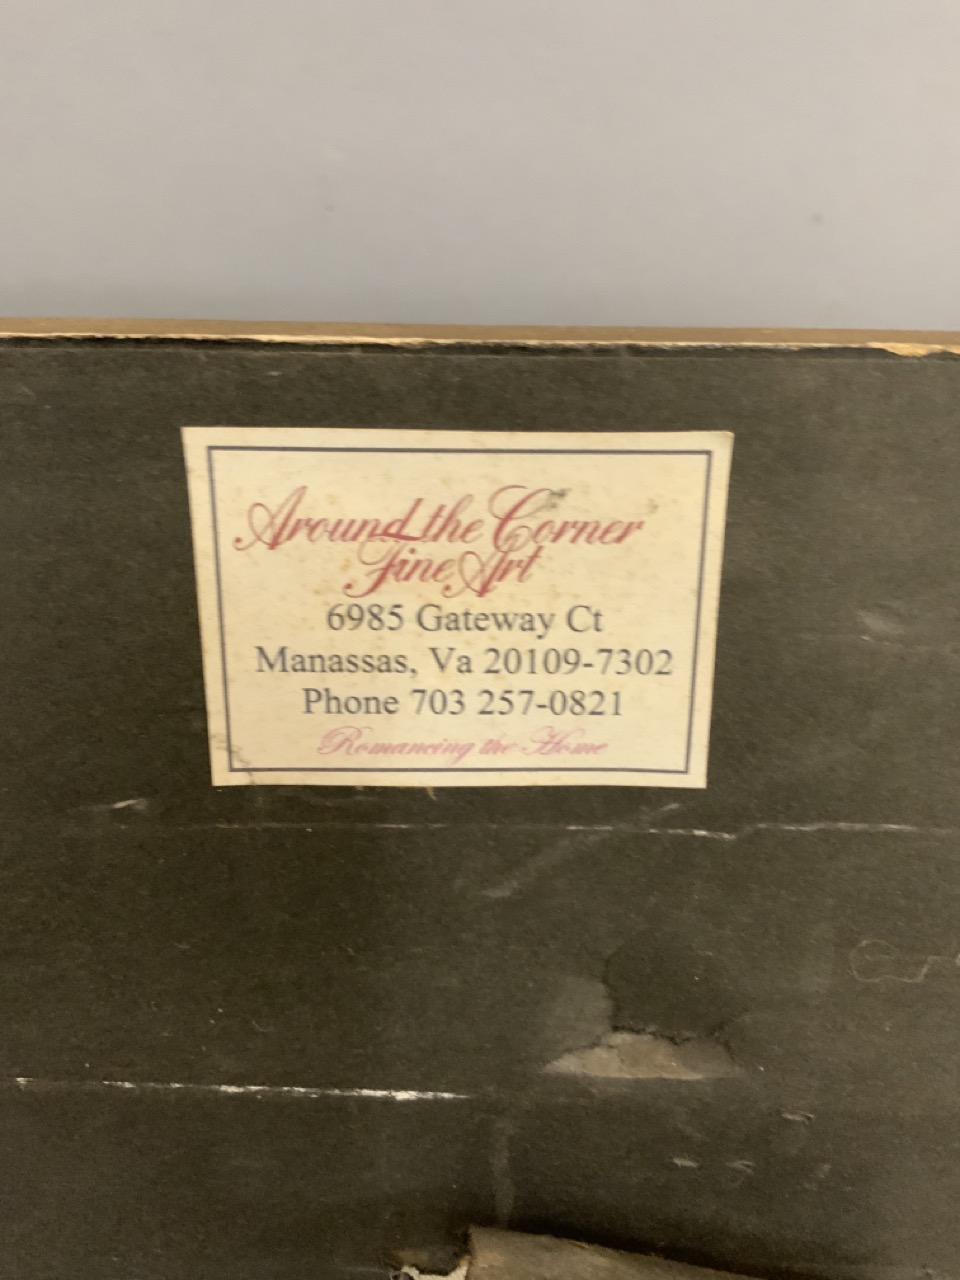 Around the Corner
Fine Art
6985 Gateway Ct
Manassas, Va 20109-7302
Phone 703 257-0821
Romancing the Home